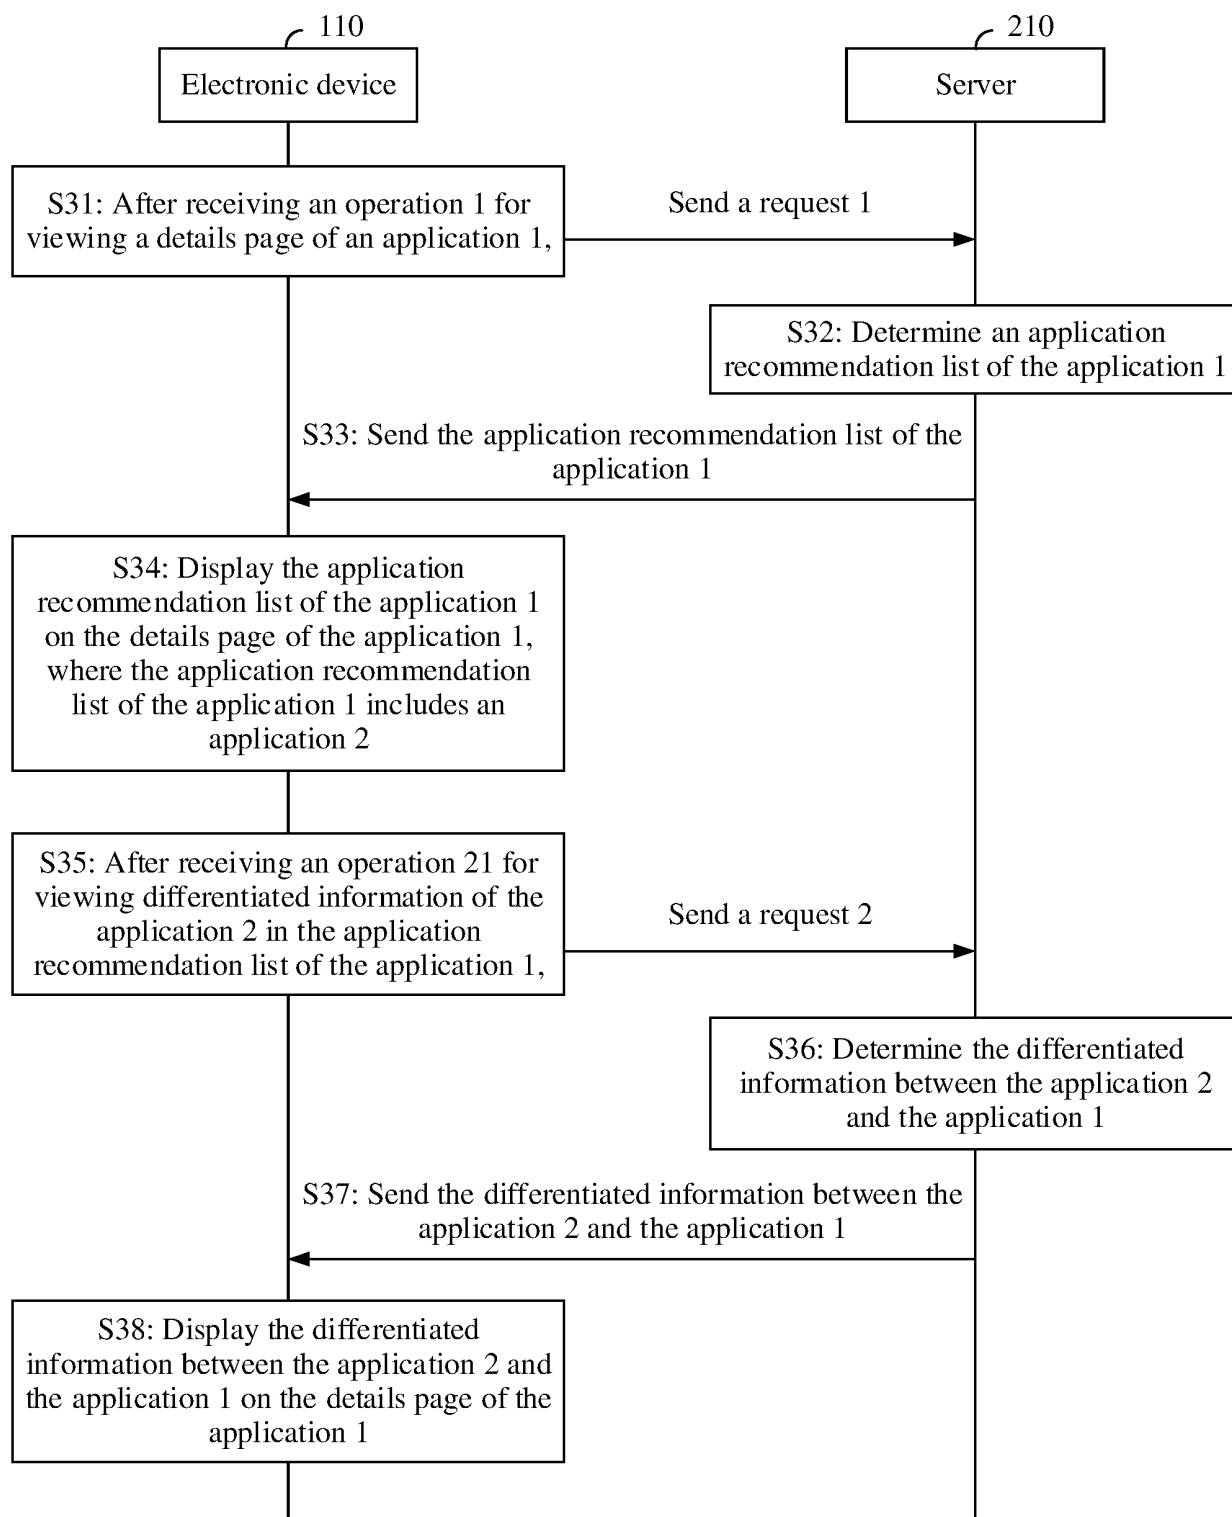 110
210
Electronic device
Server
S31: After receiving an operation 1 for
viewing a details page of an application 1,
Send a request 1
S32: Determine an application
recommendation list of the application 1
S33: Send the application recommendation list of the
application 1
S34: Display the application
recommendation list of the application 1
on the details page of the application 1,
where the application recommendation
list of the application 1 includes an
application 2
S35: After receiving an operation 21 for
viewing differentiated information of the
application 2 in the application
recommendation list of the application 1,
Send a request 2
S36: Determine the differentiated
information between the application 2
and the application 1
S37: Send the differentiated information between the
application 2 and the application 1
S38: Display the differentiated
information between the application 2 and
the application 1 on the details page of the
application 1